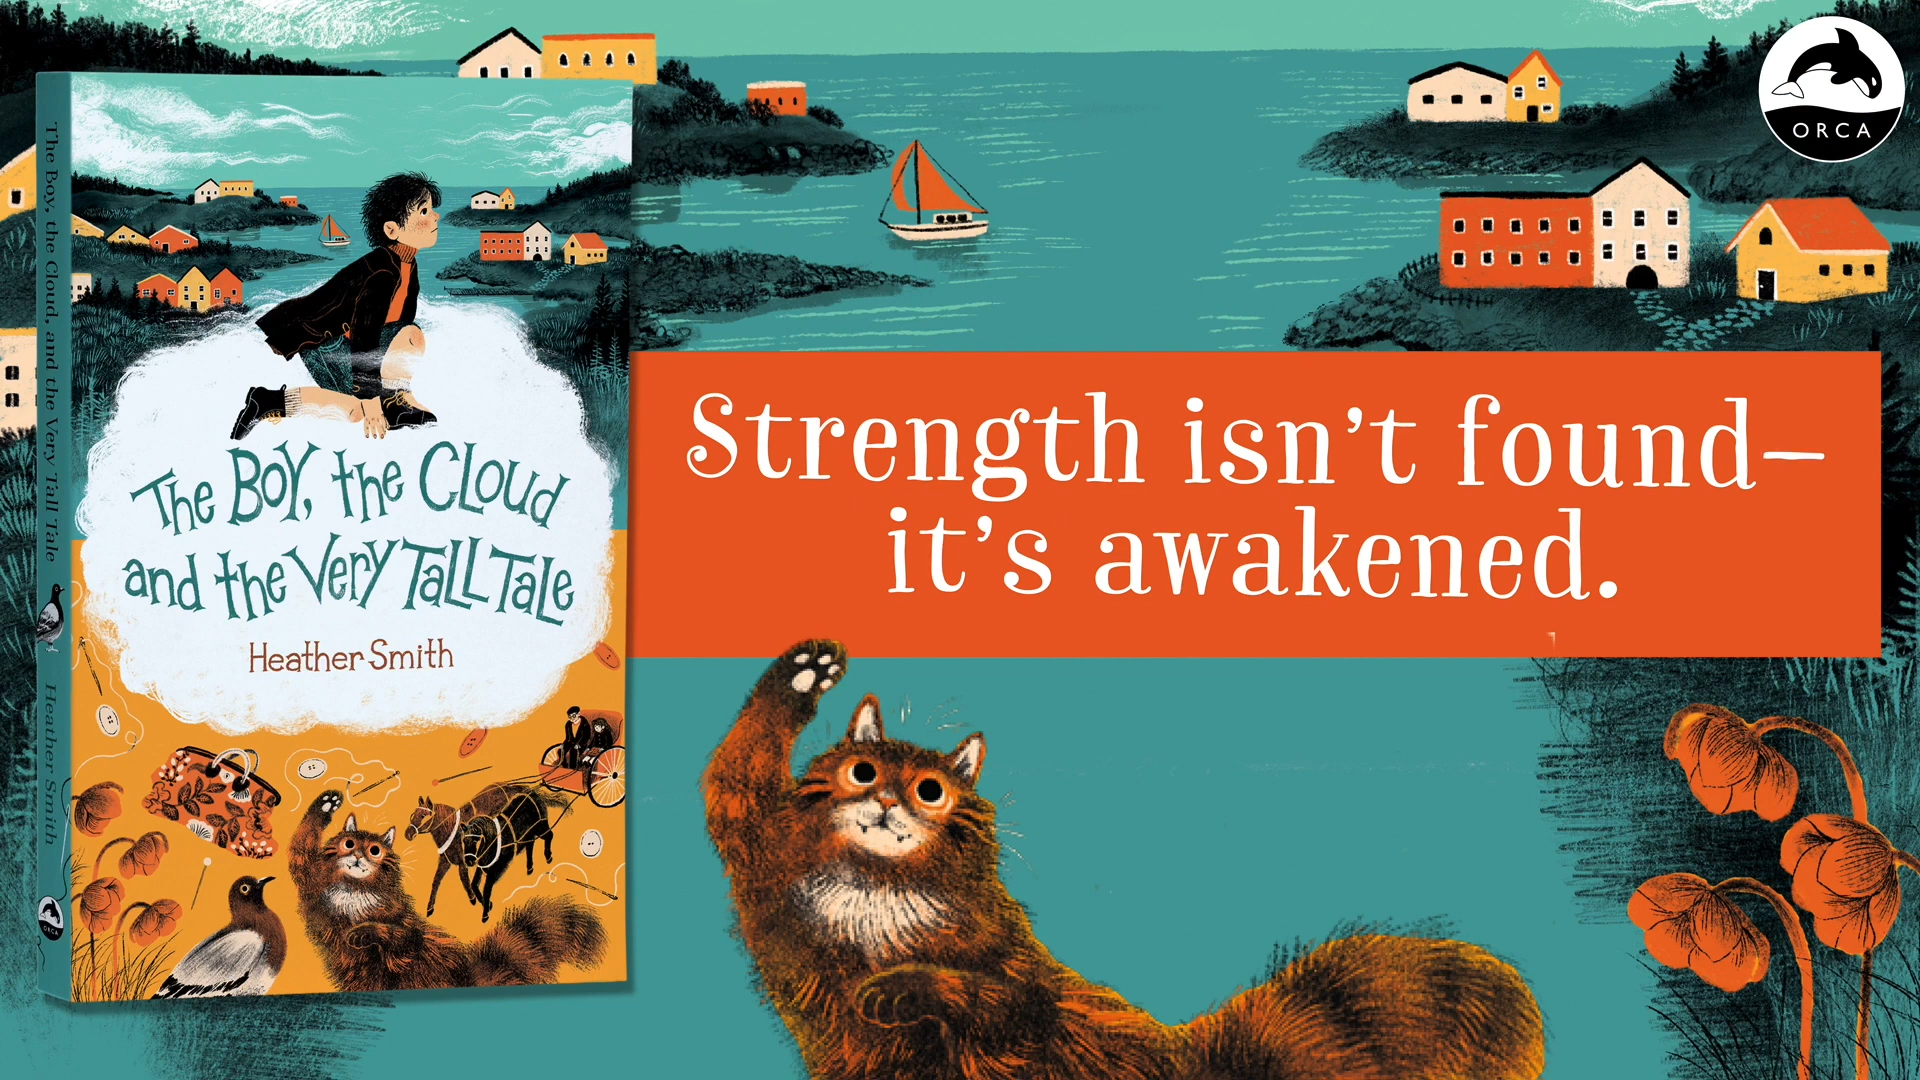 The Boy, the Cloud, and the Very Tall Tale
Heather Smith
ORCA
The Boy, the Cloud
and the Very Tall Tale
Heather Smith
ORCA
Strength isn't found—
it's awakened.